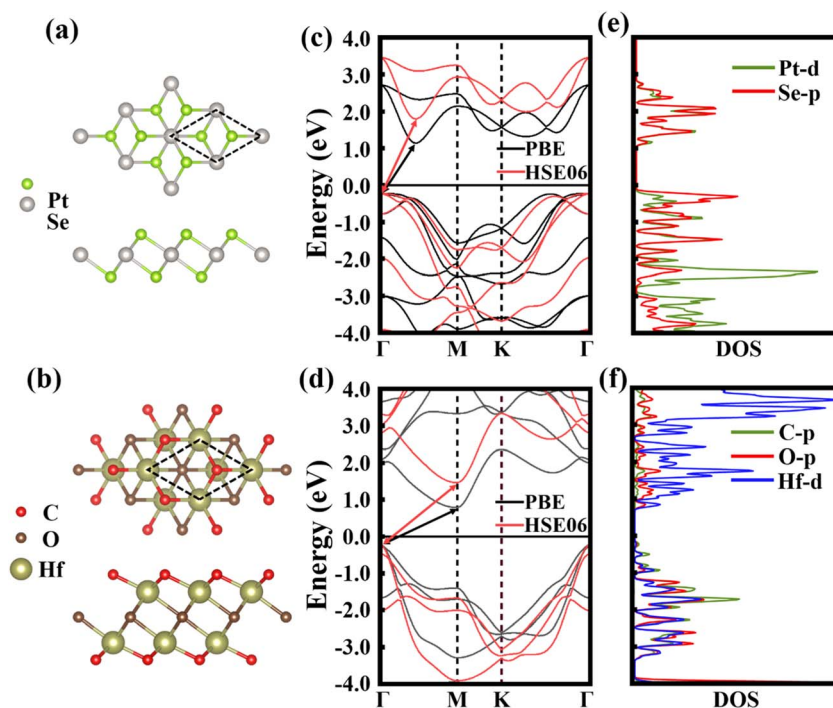 (a)
Pt
Se
(b)
C
O
Hf
(c)
4.0
3.0
2.0
1.0
0.0
-1.0
-2.0
-3.0
-4.0
Energy (eV)
PBE
HSE06
Γ M K Γ
(e)
Pt-d
Se-p
DOS
(d)
4.0
3.0
2.0
1.0
0.0
-1.0
-2.0
-3.0
-4.0
Energy (eV)
PBE
HSE06
Γ M K Γ
(f)
C-p
O-p
Hf-d
DOS